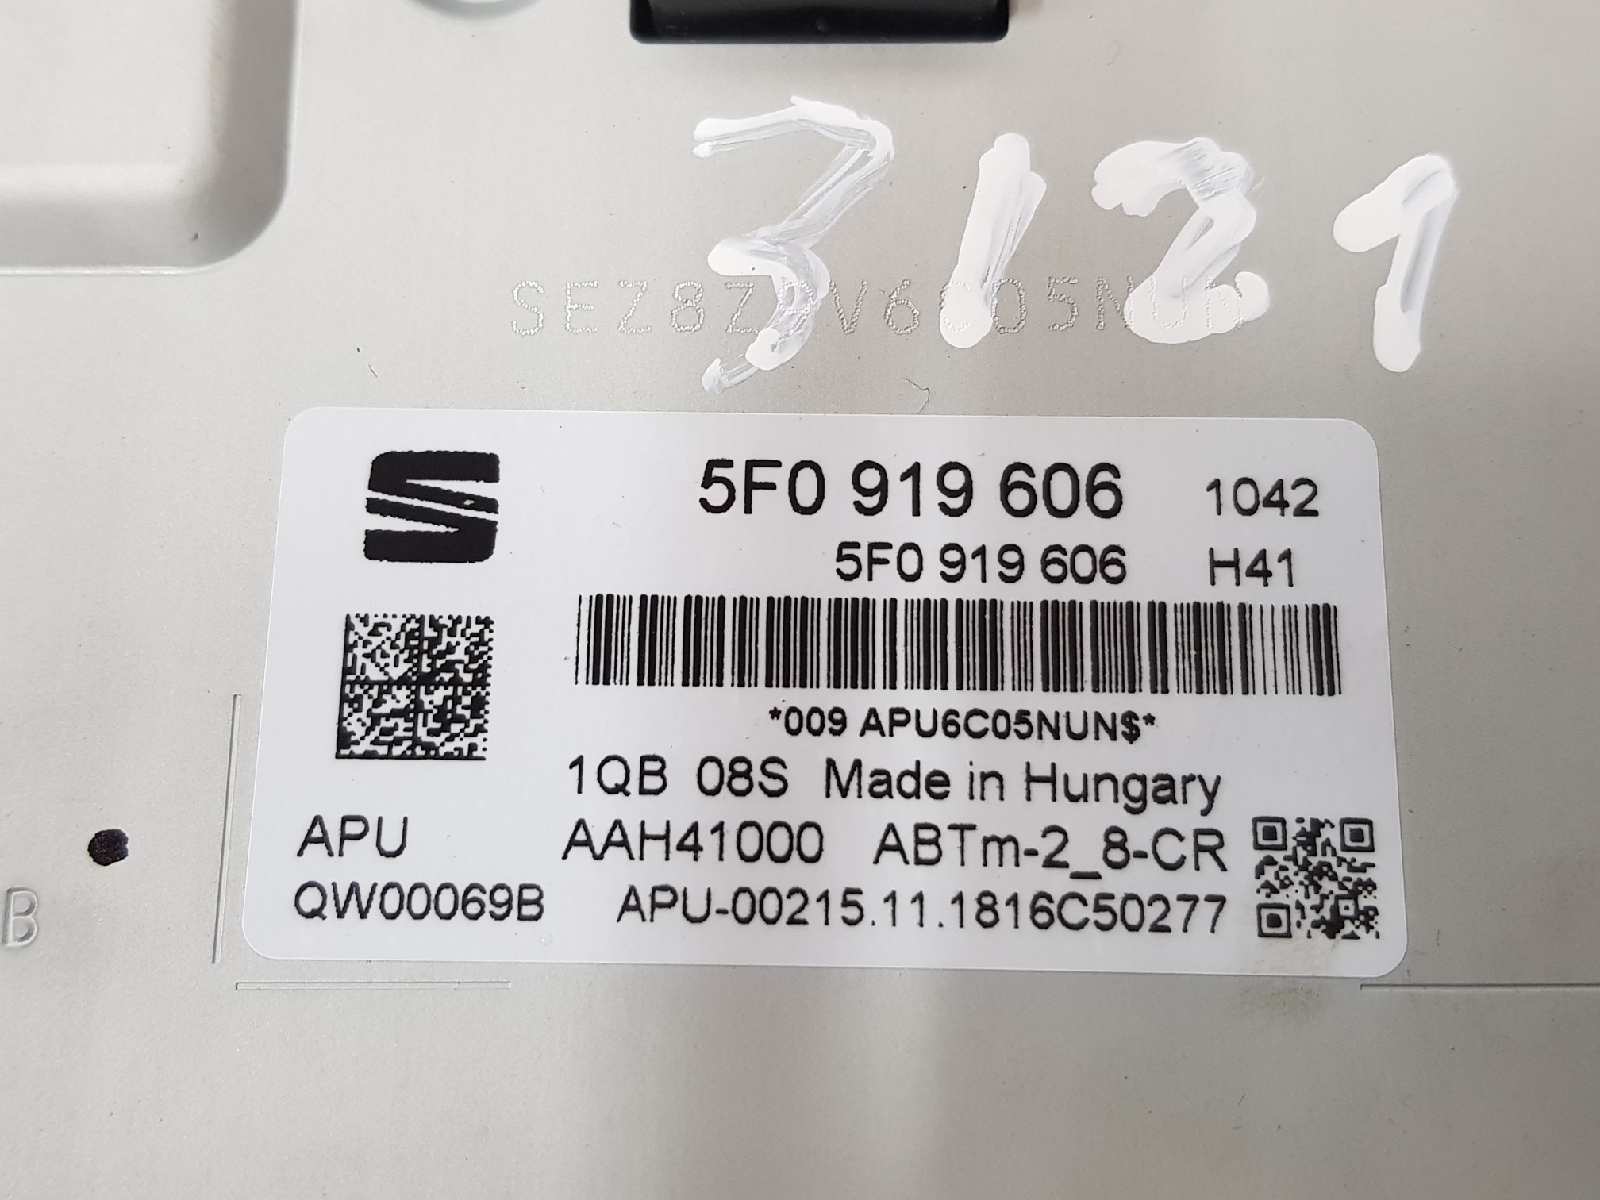 3121
5F0 919 606 1042
5F0 919 606 H41
*009 APU6C05NUN$*
1QB 08S Made in Hungary
APU AAH41000 ABTm-2_8-CR
QW00069B APU-00215.11.1816C50277
B